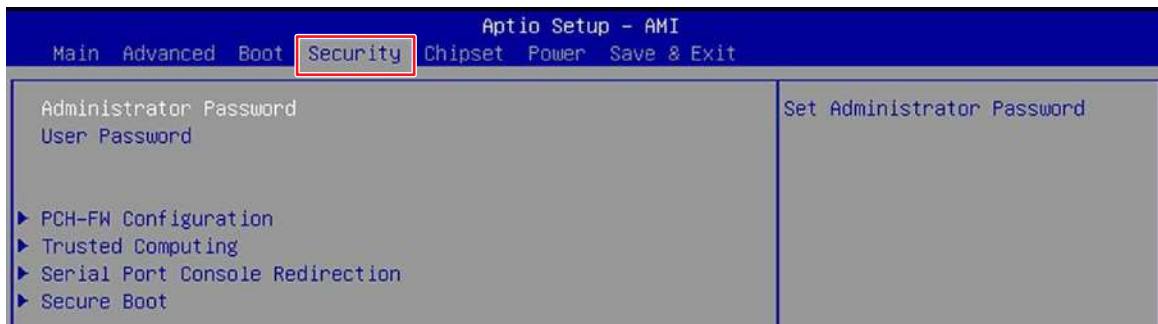 Aptio Setup – AMI
Main Advanced Boot Security Chipset Power Save & Exit
Administrator Password
User Password
Set Administrator Password
▶ PCH-FW Configuration
▶ Trusted Computing
▶ Serial Port Console Redirection
▶ Secure Boot